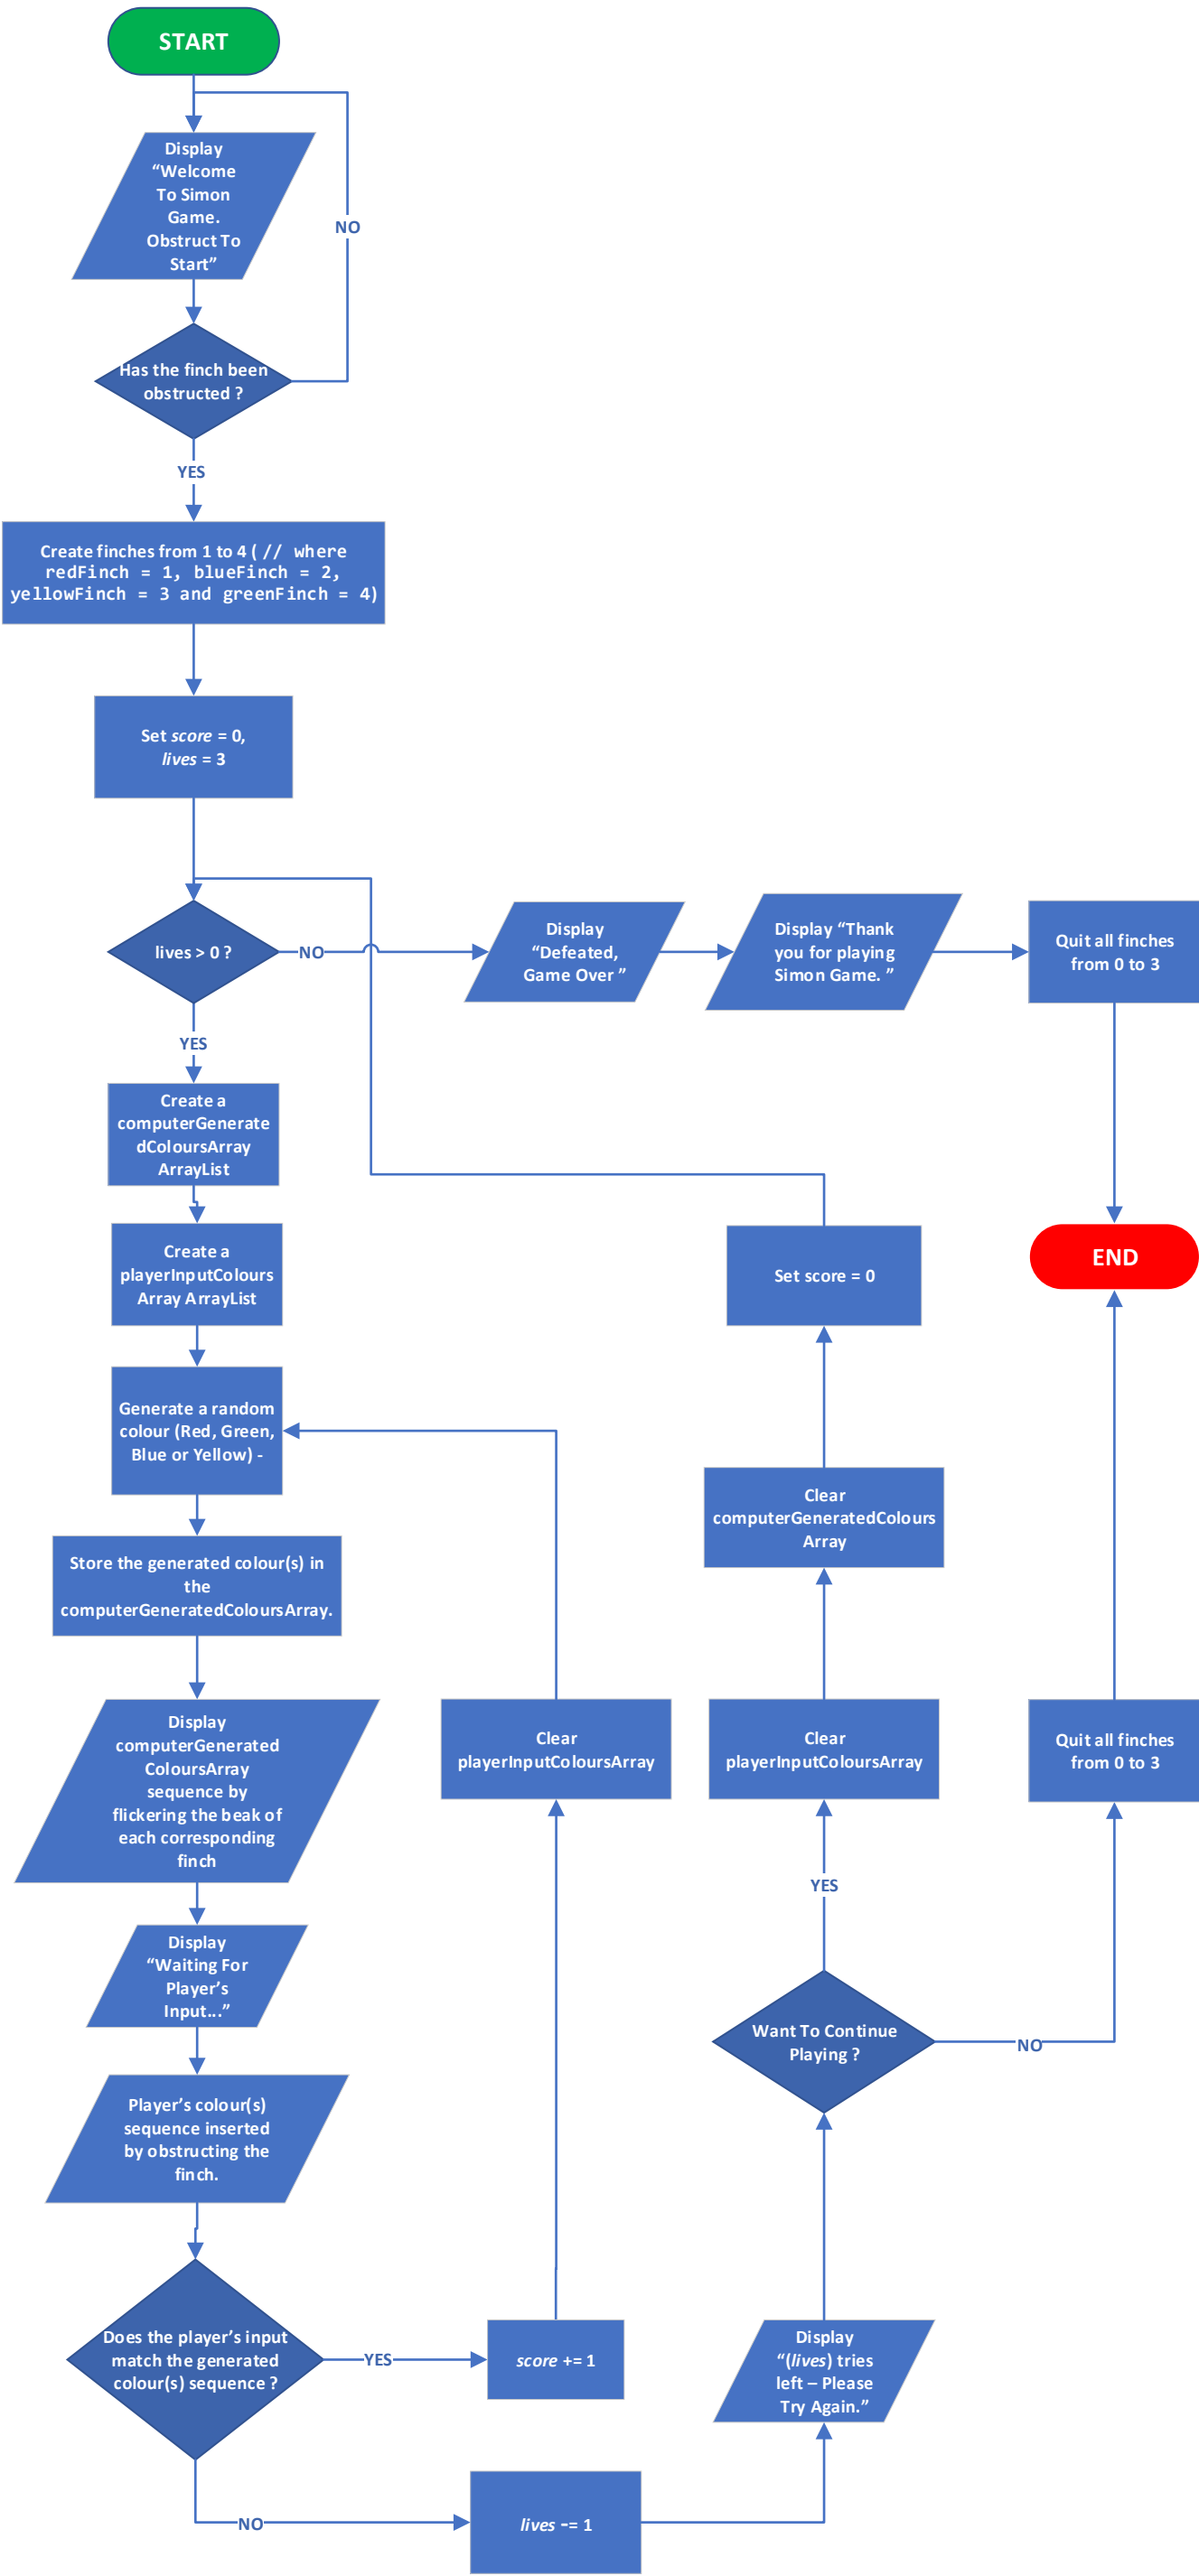 START
Display
“Welcome
To Simon
Game.
Obstruct To
Start”
NO
Has the finch been
obstructed ?
YES
Create finches from 1 to 4 ( // where
redFinch = 1, blueFinch = 2,
yellowFinch = 3 and greenFinch = 4)
Set score = 0,
lives = 3
lives > 0 ?
NO
Display
“Defeated,
Game Over ”
Display “Thank
you for playing
Simon Game. ”
Quit all finches
from 0 to 3
YES
Create a
computerGenerate
dColoursArray
ArrayList
Create a
playerInputColours
Array ArrayList
Set score = 0
END
Generate a random
colour (Red, Green,
Blue or Yellow) -
Clear
computerGeneratedColours
Array
Store the generated colour(s) in
the
computerGeneratedColoursArray.
Display
computerGenerated
ColoursArray
sequence by
flickering the beak of
each corresponding
finch
Clear
playerInputColoursArray
Clear
playerInputColoursArray
Quit all finches
from 0 to 3
YES
Display
“Waiting For
Player’s
Input...”
Want To Continue
Playing ?
NO
Player’s colour(s)
sequence inserted
by obstructing the
finch.
Does the player’s input
match the generated
colour(s) sequence ?
YES
score += 1
Display
“(lives) tries
left – Please
Try Again.”
NO
lives -= 1